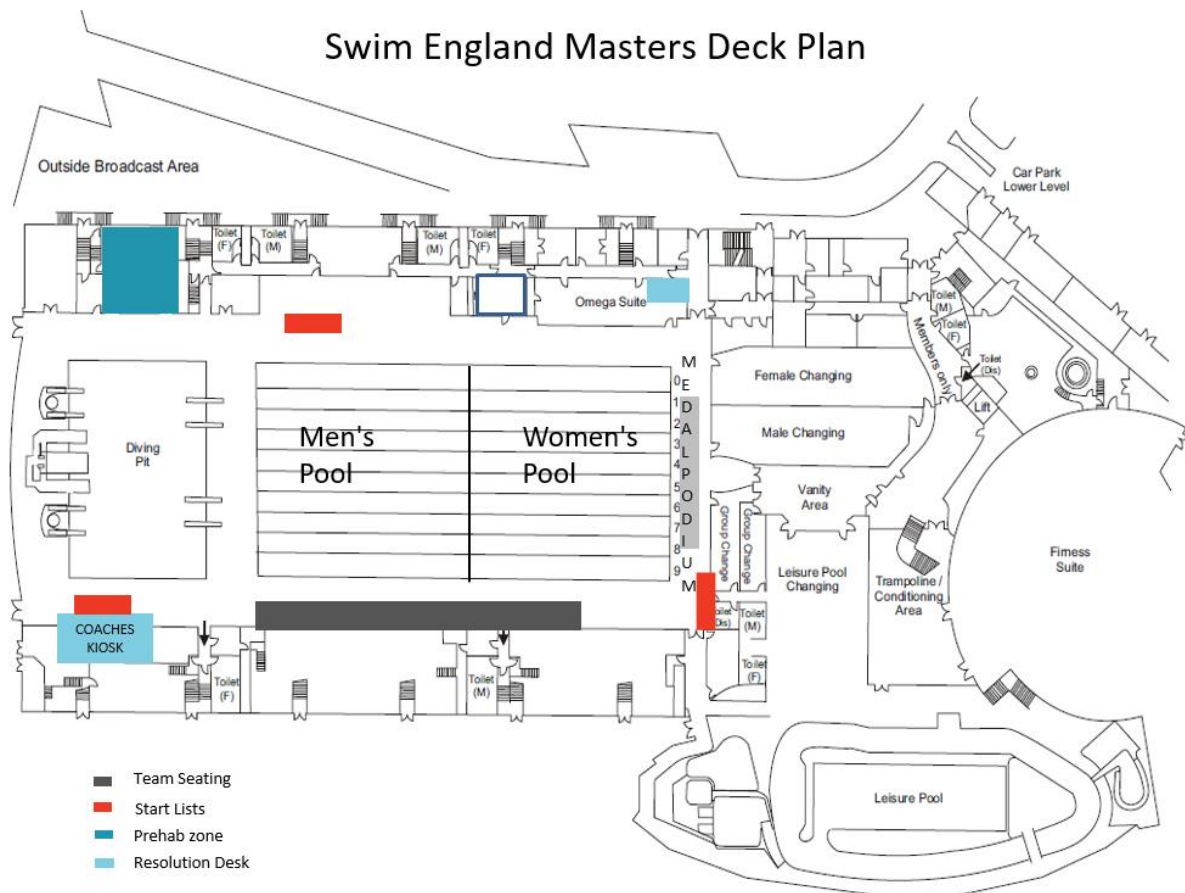 Swim England Masters Deck Plan
Outside Broadcast Area
Car Park
Lower Level
Toilet
(F)
Toilet
(M)
Toilet
(M)
Toilet
(F)
Omega Suite
Toilet
(M)
Toilet
(F)
Members only
Toilet
(Dis)
Lift
Female Changing
Male Changing
Vanity
Area
Diving
Pit
Men's
Pool
Women's
Pool
0
1
2
3
4
5
6
7
8
9
M
E
D
A
L
P
O
D
I
U
M
Group Change
Group Change
Leisure Pool
Changing
Trampoline /
Conditioning
Area
Firness
Suite
COACHES
KIOSK
Toilet
(F)
Toilet
(M)
Toilet
(Dis)
Toilet
(M)
Toilet
(F)
Leisure Pool
Team Seating
Start Lists
Prehab zone
Resolution Desk